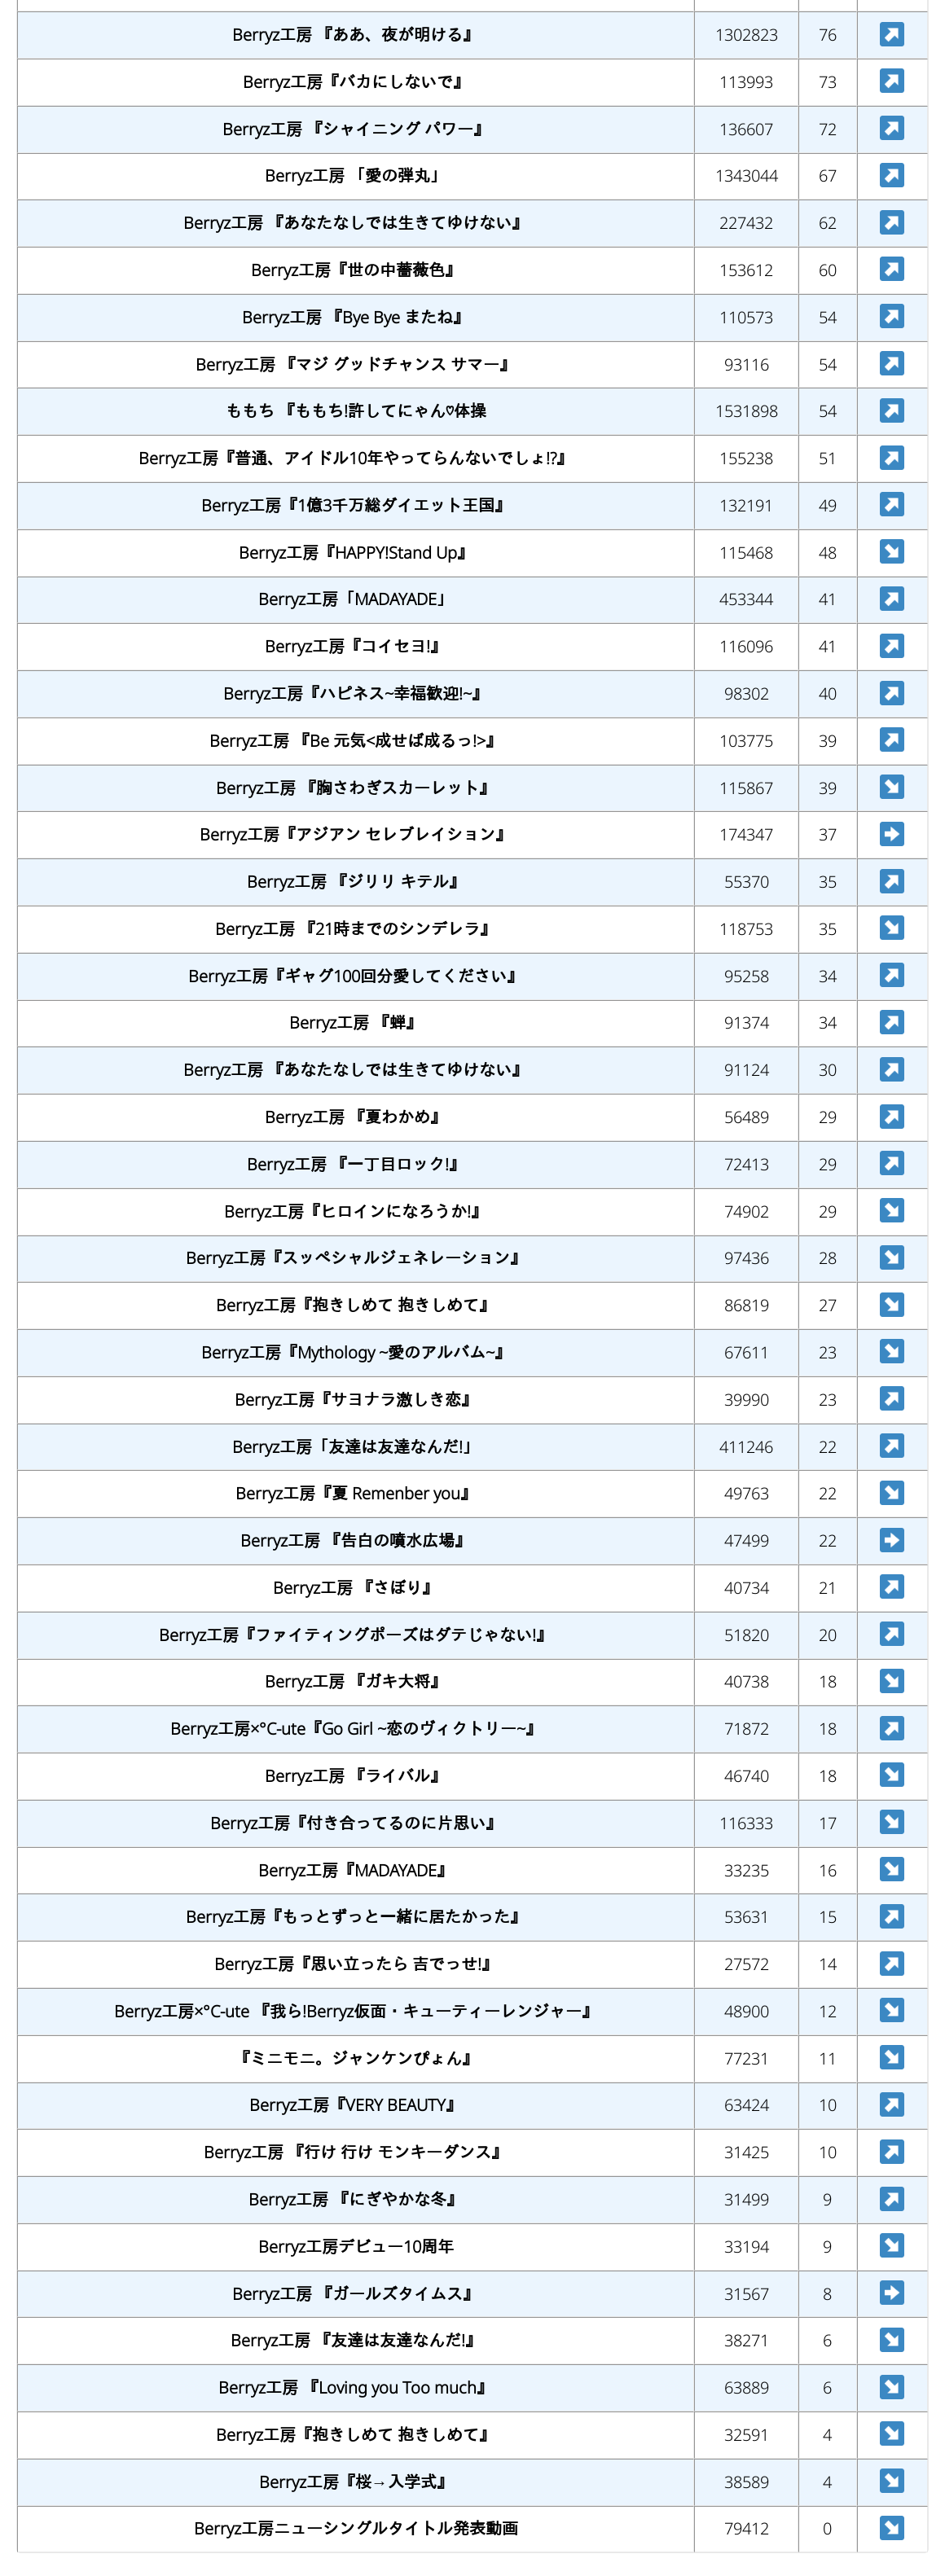 Berryz工房 『ああ、夜が明ける』 1302823 76 ↗
Berryz工房『バカにしないで』 113993 73 ↗
Berryz工房 『シャイニング パワー』 136607 72 ↗
Berryz工房 「愛の弾丸」 1343044 67 ↗
Berryz工房 『あなたなしでは生きてゆけない』 227432 62 ↗
Berryz工房『世の中薔薇色』 153612 60 ↗
Berryz工房 『Bye Bye またね』 110573 54 ↗
Berryz工房 『マジ グッドチャンス サマー』 93116 54 ↗
ももち 『ももち!許してにゃん♡体操 1531898 54 ↗
Berryz工房『普通、アイドル10年やってらんないでしょ!?』 155238 51 ↗
Berryz工房『1億3千万総ダイエット王国』 132191 49 ↗
Berryz工房『HAPPY!Stand Up』 115468 48 ↘
Berryz工房「MADAYADE」 453344 41 ↗
Berryz工房『コイセヨ!』 116096 41 ↗
Berryz工房『ハピネス~幸福歓迎!~』 98302 40 ↗
Berryz工房 『Be 元気<成せば成るっ!>』 103775 39 ↗
Berryz工房 『胸さわぎスカーレット』 115867 39 ↘
Berryz工房『アジアン セレブレイション』 174347 37 ➡
Berryz工房 『ジリリ キテル』 55370 35 ↗
Berryz工房 『21時までのシンデレラ』 118753 35 ↘
Berryz工房『ギャグ100回分愛してください』 95258 34 ↗
Berryz工房 『蝉』 91374 34 ↗
Berryz工房 『あなたなしでは生きてゆけない』 91124 30 ↗
Berryz工房 『夏わかめ』 56489 29 ↗
Berryz工房 『一丁目ロック!』 72413 29 ↗
Berryz工房『ヒロインになろうか!』 74902 29 ↘
Berryz工房『スッペシャルジェネレーション』 97436 28 ↘
Berryz工房『抱きしめて 抱きしめて』 86819 27 ↘
Berryz工房『Mythology ~愛のアルバム~』 67611 23 ↘
Berryz工房『サヨナラ激しき恋』 39990 23 ↗
Berryz工房「友達は友達なんだ!」 411246 22 ↗
Berryz工房『夏 Remenber you』 49763 22 ↘
Berryz工房 『告白の噴水広場』 47499 22 ➡
Berryz工房 『さぼり』 40734 21 ↗
Berryz工房『ファイティングポーズはダテじゃない!』 51820 20 ↗
Berryz工房 『ガキ大将』 40738 18 ↘
Berryz工房×°C-ute『Go Girl ~恋のヴィクトリー~』 71872 18 ↗
Berryz工房 『ライバル』 46740 18 ↘
Berryz工房『付き合ってるのに片思い』 116333 17 ↘
Berryz工房『MADAYADE』 33235 16 ↘
Berryz工房『もっとずっと一緒に居たかった』 53631 15 ↗
Berryz工房『思い立ったら 吉でっせ!』 27572 14 ↗
Berryz工房×°C-ute 『我ら!Berryz仮面・キューティーレンジャー』 48900 12 ↘
『ミニモニ。ジャンケンぴょん』 77231 11 ↘
Berryz工房『VERY BEAUTY』 63424 10 ↗
Berryz工房 『行け 行け モンキーダンス』 31425 10 ↗
Berryz工房 『にぎやかな冬』 31499 9 ↗
Berryz工房デビュー10周年 33194 9 ↘
Berryz工房 『ガールズタイムス』 31567 8 ➡
Berryz工房 『友達は友達なんだ!』 38271 6 ↘
Berryz工房 『Loving you Too much』 63889 6 ↘
Berryz工房『抱きしめて 抱きしめて』 32591 4 ↘
Berryz工房『桜→入学式』 38589 4 ↘
Berryz工房ニューシングルタイトル発表動画 79412 0 ↘